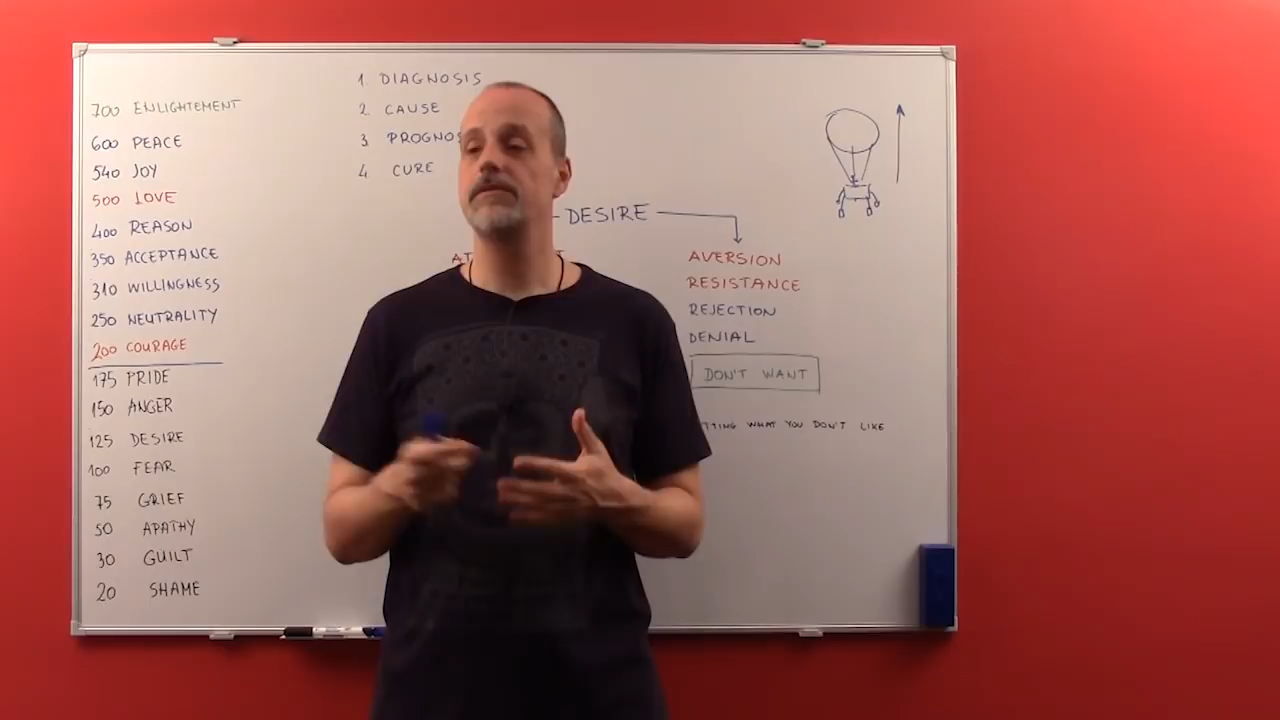 700 ENLIGHTEMENT
600 PEACE
540 JOY
500 LOVE
400 REASON
350 ACCEPTANCE
310 WILLINGNESS
250 NEUTRALITY
200 COURAGE
175 PRIDE
150 ANGER
125 DESIRE
100 FEAR
75 GRIEF
50 APATHY
30 GUILT
20 SHAME
1. DIAGNOSIS
2. CAUSE
3 PROGNOS
4 CURE
DESIRE
AT
AVERSION
RESISTANCE
REJECTION
DENIAL
DON'T WANT
TTING WHAT YOU DON'T LIKE